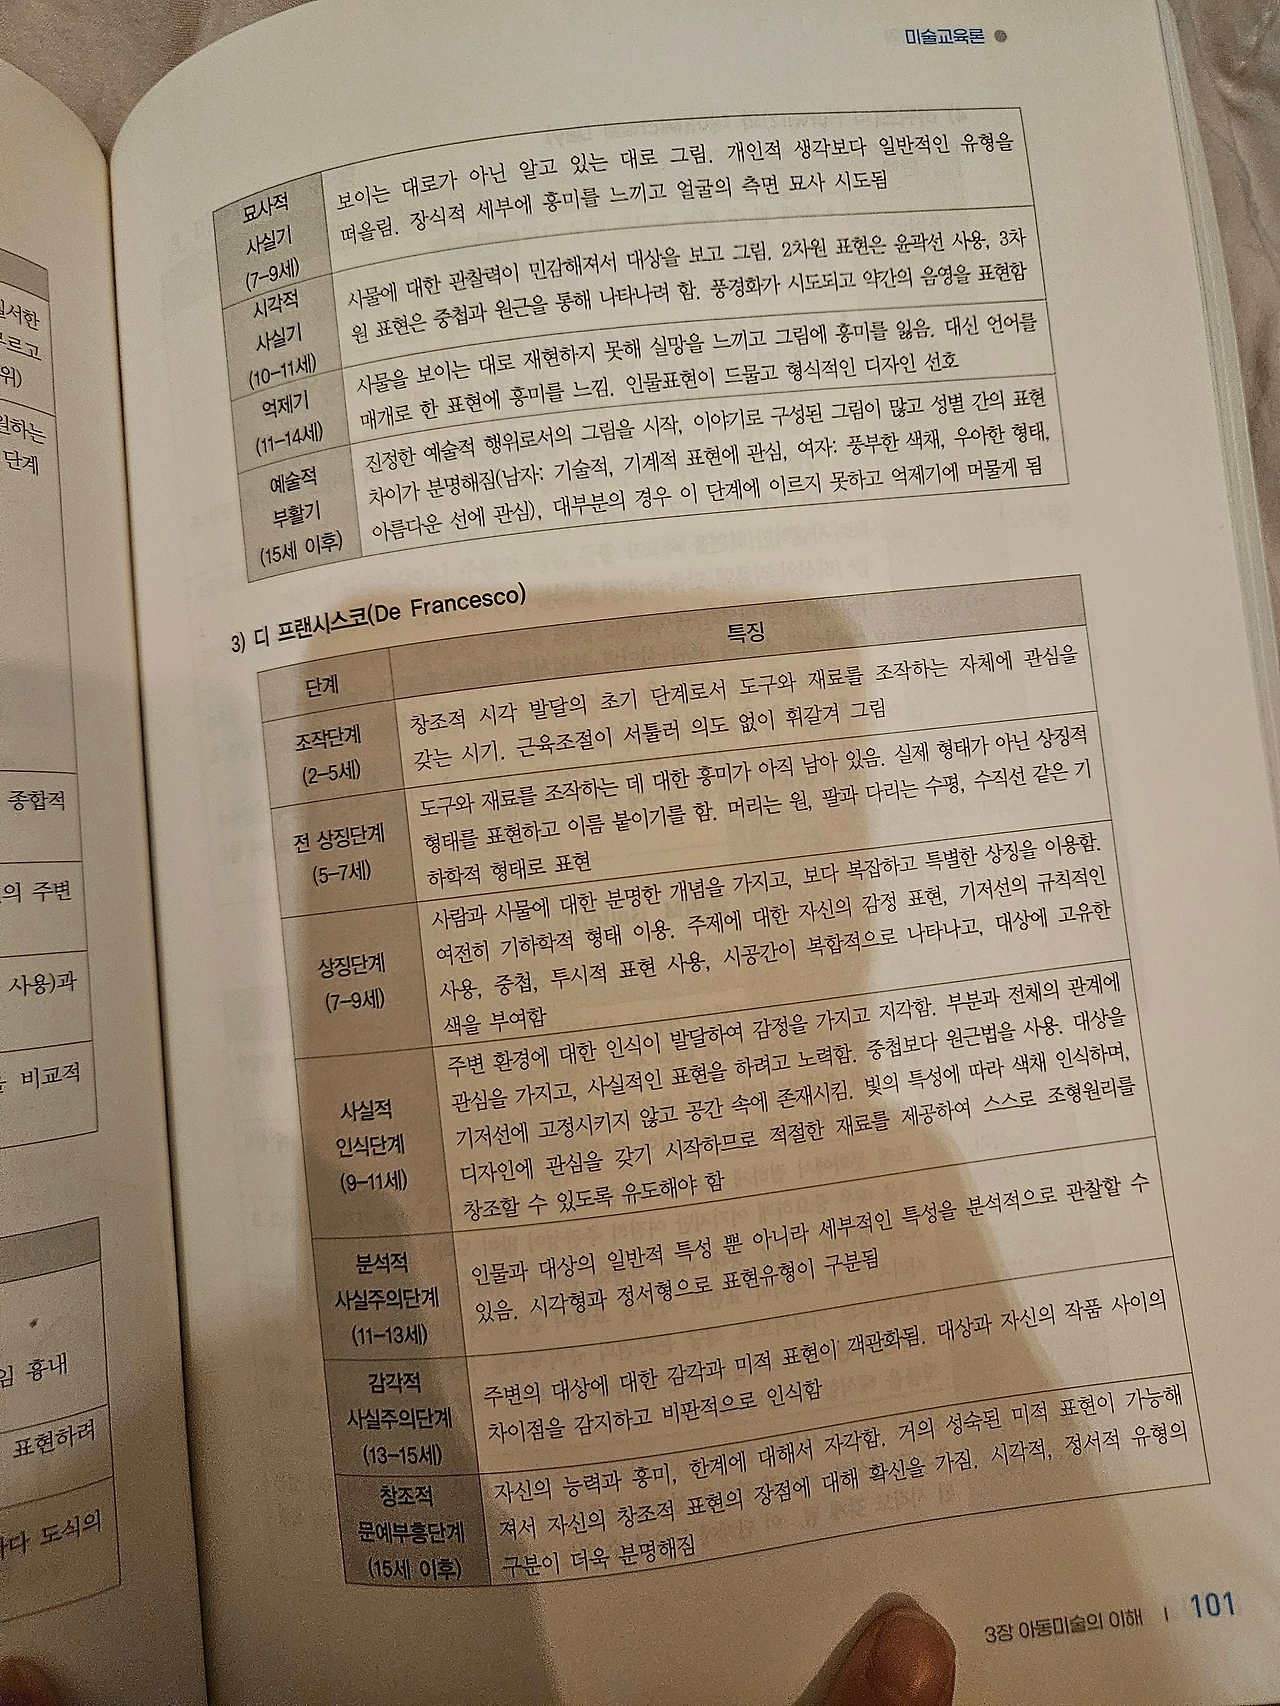 미술교육론
묘사적
사실기
(7-9세)
보이는 대로가 아닌 알고 있는 대로 그림. 개인적 생각보다 일반적인 유형을
떠올림. 장식적 세부에 흥미를 느끼고 얼굴의 측면 묘사 시도됨
시각적
사실기
(10-11세)
사물에 대한 관찰력이 민감해져서 대상을 보고 그림. 2차원 표현은 윤곽선 사용, 3차
원 표현은 중첩과 원근을 통해 나타나려 함. 풍경화가 시도되고 약간의 음영을 표현함
억제기
(11-14세)
사물을 보이는 대로 재현하지 못해 실망을 느끼고 그림에 흥미를 잃음. 대신 언어를
매개로 한 표현에 흥미를 느낌. 인물표현이 드물고 형식적인 디자인 선호
예술적
부활기
(15세 이후)
진정한 예술적 행위로서의 그림을 시작, 이야기로 구성된 그림이 많고 성별 간의 표현
차이가 분명해짐(남자: 기술적, 기계적 표현에 관심, 여자: 풍부한 색채, 우아한 형태,
아름다운 선에 관심), 대부분의 경우 이 단계에 이르지 못하고 억제기에 머물게 됨
3) 디 프랜시스코(De Francesco)
단계
특징
조작단계
(2-5세)
창조적 시각 발달의 초기 단계로서 도구와 재료를 조작하는 자체에 관심을
갖는 시기. 근육조절이 서툴러 의도 없이 휘갈겨 그림
전 상징단계
(5-7세)
도구와 재료를 조작하는 데 대한 흥미가 아직 남아 있음. 실제 형태가 아닌 상징적
형태를 표현하고 이름 붙이기를 함. 머리는 원, 팔과 다리는 수평, 수직선 같은 기
하학적 형태로 표현
상징단계
(7-9세)
사람과 사물에 대한 분명한 개념을 가지고, 보다 복잡하고 특별한 상징을 이용함.
여전히 기하학적 형태 이용. 주제에 대한 자신의 감정 표현, 기저선의 규칙적인
사용, 중첩, 투시적 표현 사용, 시공간이 복합적으로 나타나고, 대상에 고유한
색을 부여함
사실적
인식단계
(9-11세)
주변 환경에 대한 인식이 발달하여 감정을 가지고 지각함. 부분과 전체의 관계에
관심을 가지고, 사실적인 표현을 하려고 노력함. 중첩보다 원근법을 사용. 대상을
기저선에 고정시키지 않고 공간 속에 존재시킴. 빛의 특성에 따라 색채 인식하며,
디자인에 관심을 갖기 시작하므로 적절한 재료를 제공하여 스스로 조형원리를
창조할 수 있도록 유도해야 함
분석적
사실주의단계
(11-13세)
인물과 대상의 일반적 특성 뿐 아니라 세부적인 특성을 분석적으로 관찰할 수
있음. 시각형과 정서형으로 표현유형이 구분됨
감각적
사실주의단계
(13-15세)
주변의 대상에 대한 감각과 미적 표현이 객관화됨. 대상과 자신의 작품 사이의
차이점을 감지하고 비판적으로 인식함
창조적
문예부흥단계
(15세 이후)
자신의 능력과 흥미, 한계에 대해서 자각함. 거의 성숙된 미적 표현이 가능해
져서 자신의 창조적 표현의 장점에 대해 확신을 가짐. 시각적, 정서적 유형의
구분이 더욱 분명해짐
3장 아동미술의 이해 | 101
위)
단계
종합적
의 주변
사용)과
비교적
흉내
표현하려
도식의